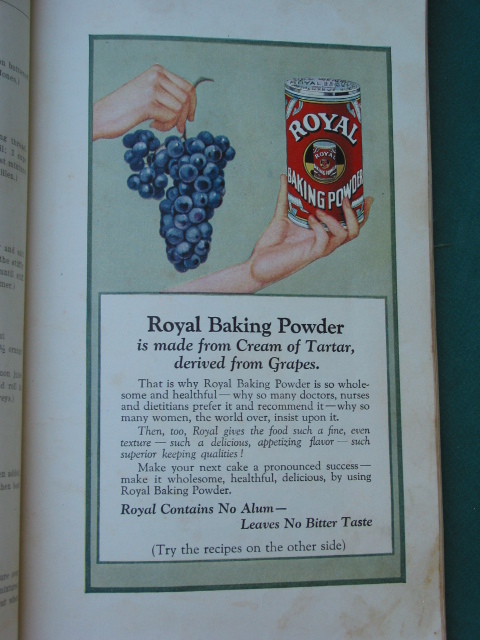 ROYAL
ROYAL
BAKING POWDER
Royal Baking Powder
is made from Cream of Tartar,
derived from Grapes.
That is why Royal Baking Powder is so whole-
some and healthful—why so many doctors, nurses
and dietitians prefer it and recommend it—why so
many women, the world over, insist upon it.
Then, too, Royal gives the food such a fine, even
texture — such a delicious, appetizing flavor — such
superior keeping qualities!
Make your next cake a pronounced success—
make it wholesome, healthful, delicious, by using
Royal Baking Powder.
Royal Contains No Alum—
Leaves No Bitter Taste
(Try the recipes on the other side)